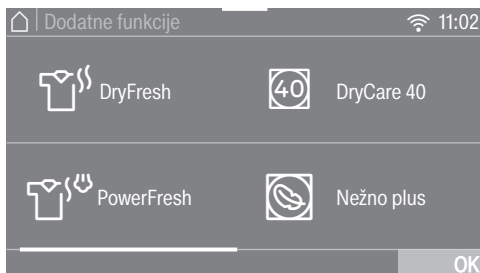 Dodatne funkcije 11:02
DryFresh
40 DryCare 40
PowerFresh
Nežno plus
OK